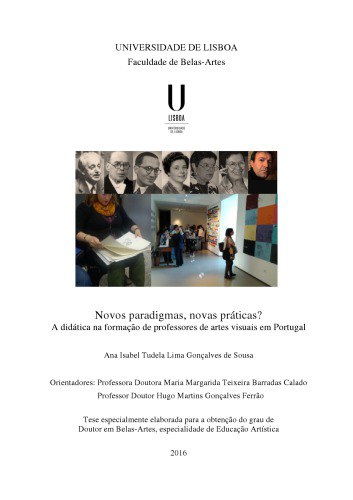 UNIVERSIDADE DE LISBOA
Faculdade de Belas-Artes
U
LISBOA
UNIVERSIDADE
DE LISBOA
Novos paradigmas, novas práticas?
A didática na formação de professores de artes visuais em Portugal
Ana Isabel Tudela Lima Gonçalves de Sousa
Orientadores: Professora Doutora Maria Margarida Teixeira Barradas Calado
Professor Doutor Hugo Martins Gonçalves Ferrão
Tese especialmente elaborada para a obtenção do grau de
Doutor em Belas-Artes, especialidade de Educação Artística
2016